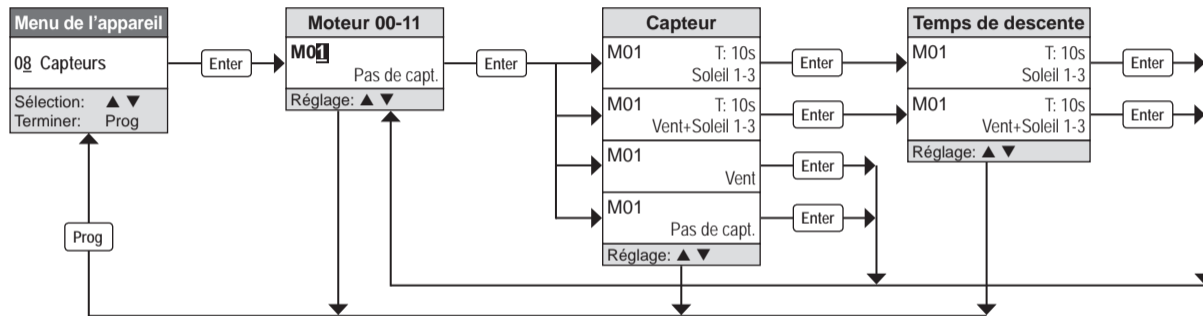 Menu de l'appareil
08 Capteurs
Sélection: ▲ ▼
Terminer: Prog
Enter
Moteur 00-11
M01
Pas de capt.
Réglage: ▲ ▼
Enter
Capteur
M01 T: 10s
Soleil 1-3
M01 T: 10s
Vent+Soleil 1-3
M01
Vent
M01
Pas de capt.
Réglage: ▲ ▼
Enter
Enter
Enter
Enter
Temps de descente
M01 T: 10s
Soleil 1-3
M01 T: 10s
Vent+Soleil 1-3
Réglage: ▲ ▼
Enter
Enter
Prog